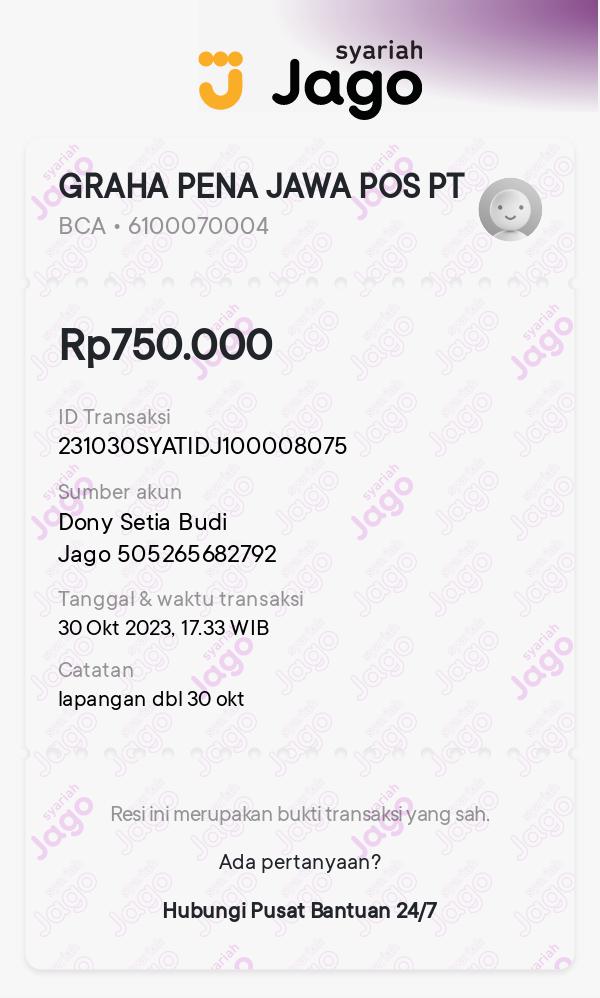 syariah
Jago
GRAHA PENA JAWA POS PT
BCA • 6100070004
Rp750.000
ID Transaksi
231030SYATIDJ100008075
Sumber akun
Dony Setia Budi
Jago 505265682792
Tanggal & waktu transaksi
30 Okt 2023, 17.33 WIB
Catatan
lapangan dbl 30 okt
Resi ini merupakan bukti transaksi yang sah.
Ada pertanyaan?
Hubungi Pusat Bantuan 24/7